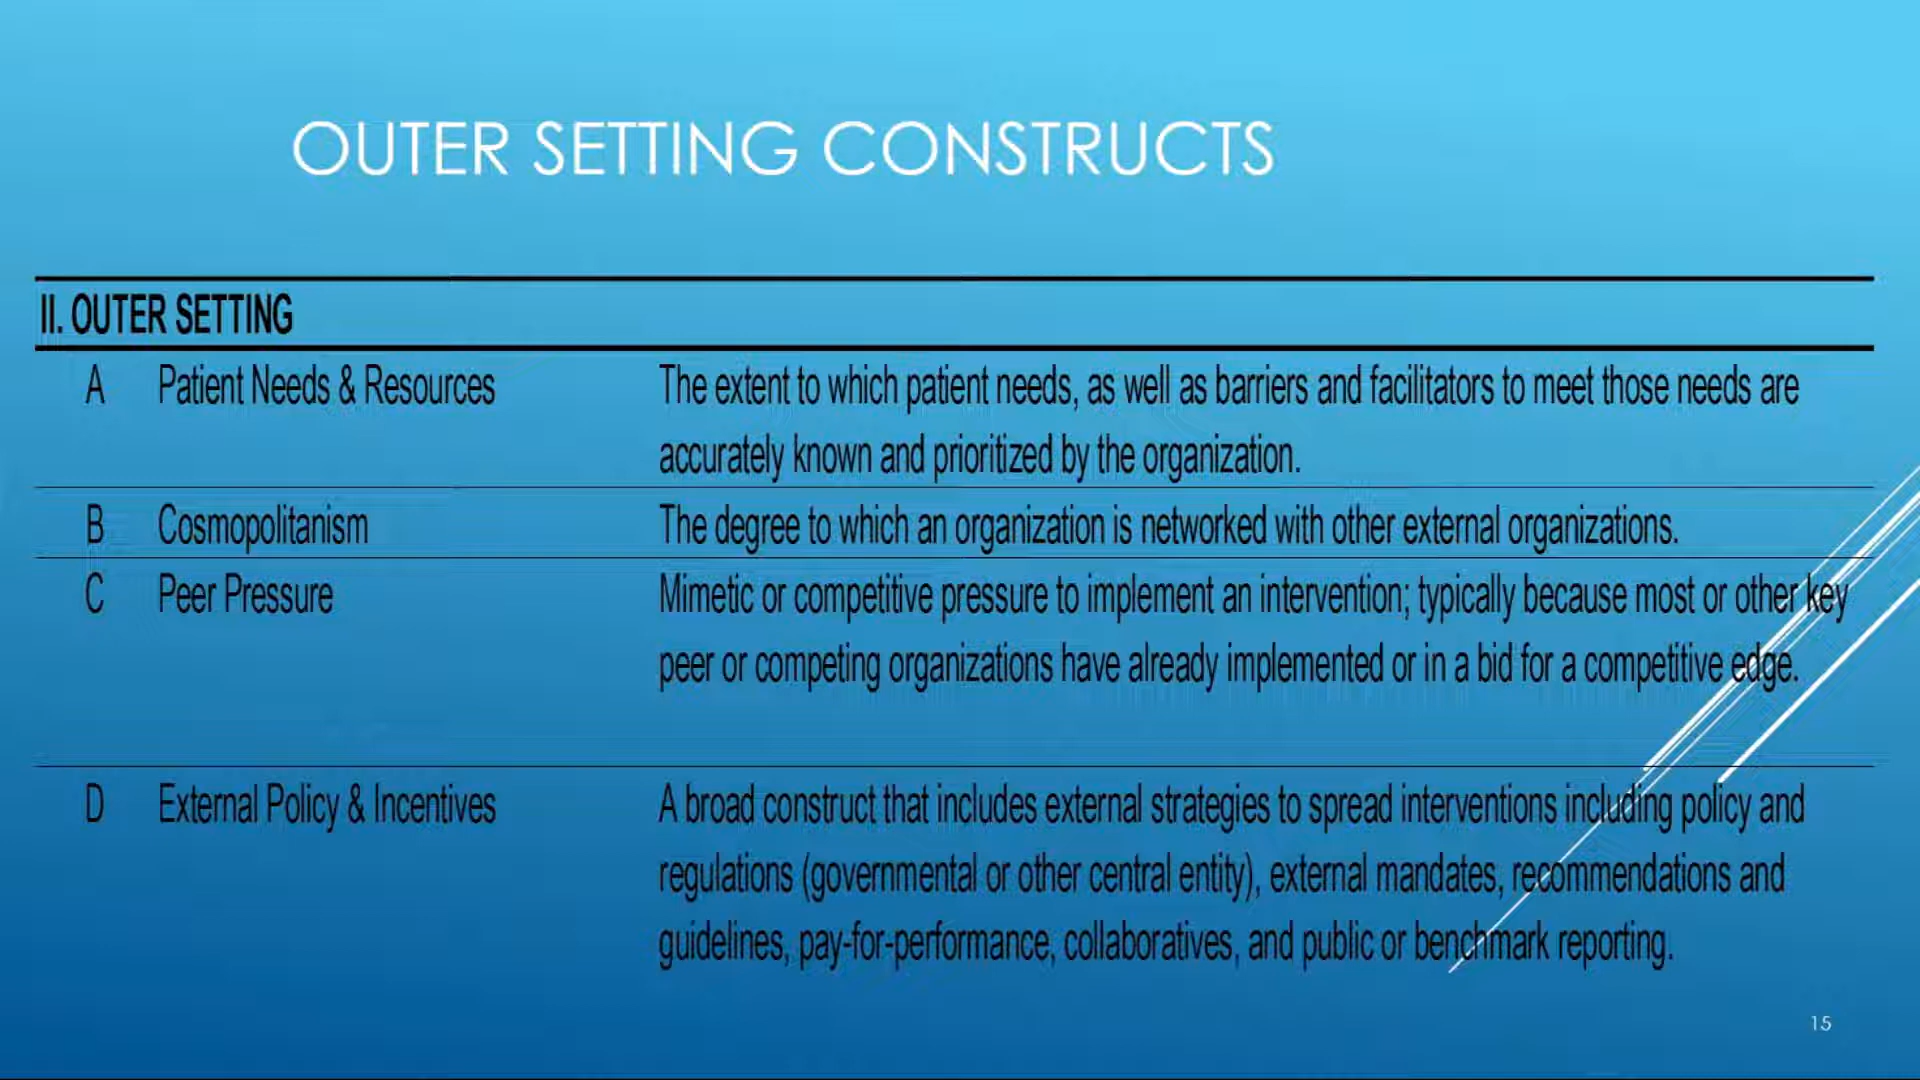 OUTER SETTING CONSTRUCTS
II. OUTER SETTING
A Patient Needs & Resources The extent to which patient needs, as well as barriers and facilitators to meet those needs are
accurately known and prioritized by the organization.
B Cosmopolitanism The degree to which an organization is networked with other external organizations.
C Peer Pressure Mimetic or competitive pressure to implement an intervention; typically because most or other key
peer or competing organizations have already implemented or in a bid for a competitive edge.
D External Policy & Incentives A broad construct that includes external strategies to spread interventions including policy and
regulations (governmental or other central entity), external mandates, recommendations and
guidelines, pay-for-performance, collaboratives, and public or benchmark reporting.
15